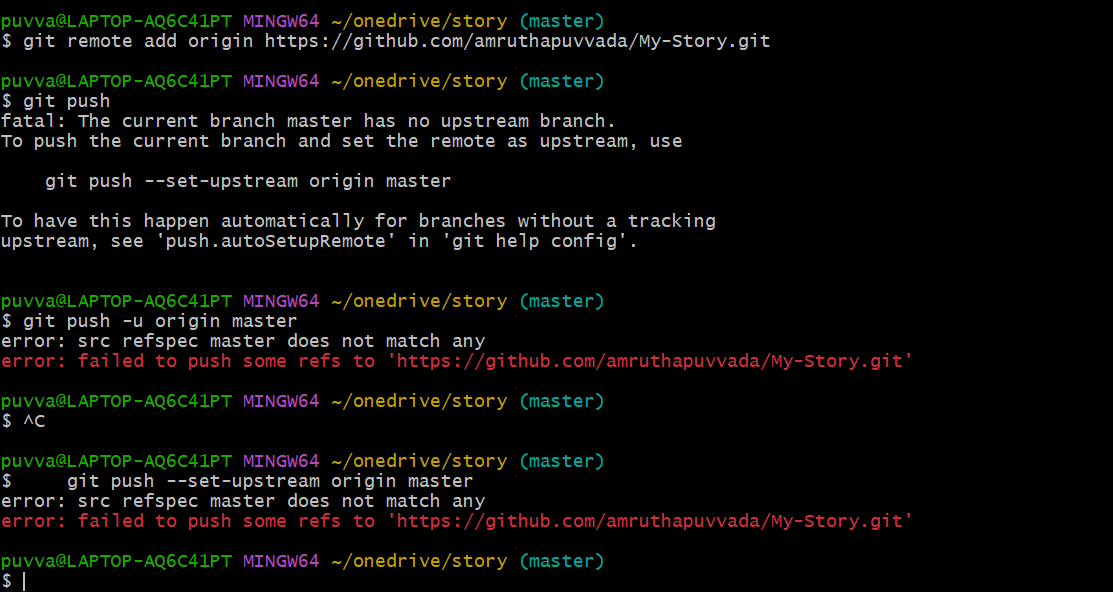 puvva@LAPTOP-AQ6C41PT MINGW64 ~/onedrive/story (master)
$ git remote add origin https://github.com/amruthapuvvada/My-Story.git
puvva@LAPTOP-AQ6C41PT MINGW64 ~/onedrive/story (master)
$ git push
fatal: The current branch master has no upstream branch.
To push the current branch and set the remote as upstream, use
git push --set-upstream origin master
To have this happen automatically for branches without a tracking
upstream, see 'push.autoSetupRemote' in 'git help config'.
puvva@LAPTOP-AQ6C41PT MINGW64 ~/onedrive/story (master)
$ git push -u origin master
error: src refspec master does not match any
error: failed to push some refs to 'https://github.com/amruthapuvvada/My-Story.git'
puvva@LAPTOP-AQ6C41PT MINGW64 ~/onedrive/story (master)
$ ^C
puvva@LAPTOP-AQ6C41PT MINGW64 ~/onedrive/story (master)
$     git push --set-upstream origin master
error: src refspec master does not match any
error: failed to push some refs to 'https://github.com/amruthapuvvada/My-Story.git'
puvva@LAPTOP-AQ6C41PT MINGW64 ~/onedrive/story (master)
$